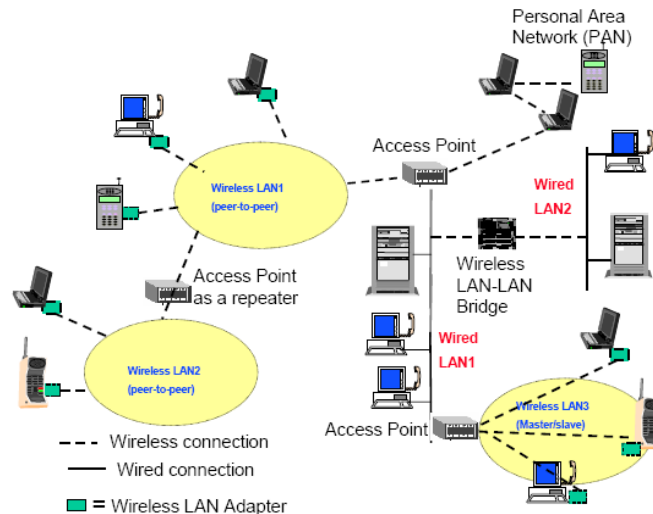 Personal Area
Network (PAN)
Access Point
Wireless LAN1
(peer-to-peer)
Wired
LAN2
Access Point
as a repeater
Wireless
LAN-LAN
Bridge
Wireless LAN2
(peer-to-peer)
Wired
LAN1
Access Point
Wireless LAN3
(Master/slave)
Wireless connection
Wired connection
= Wireless LAN Adapter